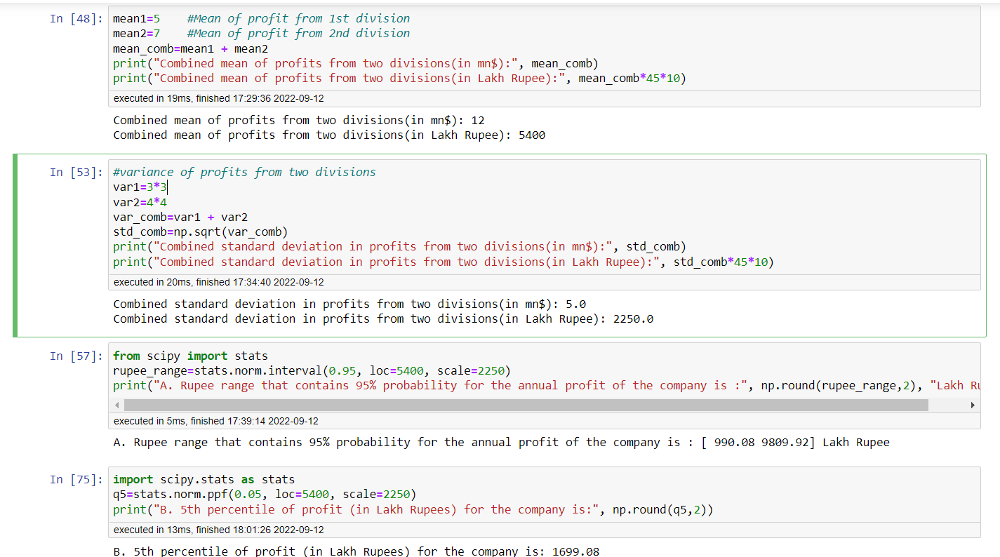 In [48]: mean1=5    #Mean of profit from 1st division
mean2=7    #Mean of profit from 2nd division
mean_comb=mean1 + mean2
print("Combined mean of profits from two divisions(in mn$):", mean_comb)
print("Combined mean of profits from two divisions(in Lakh Rupee):", mean_comb*45*10)
executed in 19ms, finished 17:29:36 2022-09-12
Combined mean of profits from two divisions(in mn$): 12
Combined mean of profits from two divisions(in Lakh Rupee): 5400
In [53]: #variance of profits from two divisions
var1=3*3
var2=4*4
var_comb=var1 + var2
std_comb=np.sqrt(var_comb)
print("Combined standard deviation in profits from two divisions(in mn$):", std_comb)
print("Combined standard deviation in profits from two divisions(in Lakh Rupee):", std_comb*45*10)
executed in 20ms, finished 17:34:40 2022-09-12
Combined standard deviation in profits from two divisions(in mn$): 5.0
Combined standard deviation in profits from two divisions(in Lakh Rupee): 2250.0
In [57]: from scipy import stats
rupee_range=stats.norm.interval(0.95, loc=5400, scale=2250)
print("A. Rupee range that contains 95% probability for the annual profit of the company is :", np.round(rupee_range,2), "Lakh
executed in 5ms, finished 17:39:14 2022-09-12
A. Rupee range that contains 95% probability for the annual profit of the company is : [ 990.08 9809.92] Lakh Rupee
In [75]: import scipy.stats as stats
q5=stats.norm.ppf(0.05, loc=5400, scale=2250)
print("B. 5th percentile of profit (in Lakh Rupees) for the company is:", np.round(q5,2))
executed in 13ms, finished 18:01:26 2022-09-12
B. 5th percentile of profit (in Lakh Rupees) for the company is: 1699.08